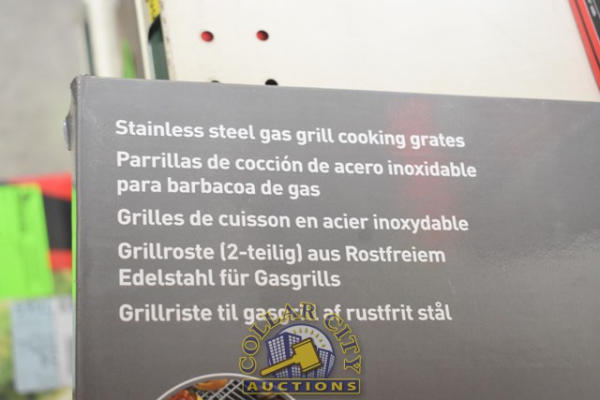 Stainless steel gas grill cooking grates
Parrillas de cocción de acero inoxidable
para barbacoa de gas
Grilles de cuisson en acier inoxydable
Grillroste (2-teilig) aus Rostfreiem
Edelstahl für Gasgrills
Grillriste til gasgrill af rustfrit stål
COLLAR CITY
AUCTIONS